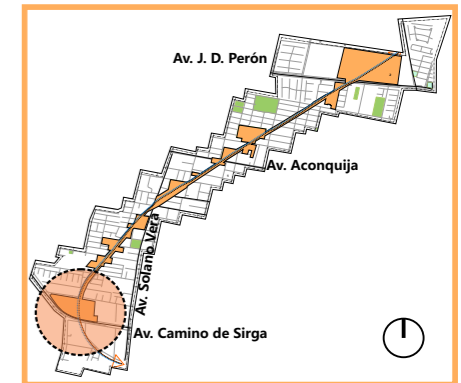 Av. J. D. Perón
Av. Aconquija
Av. Solano Vera
Av. Camino de Sirga